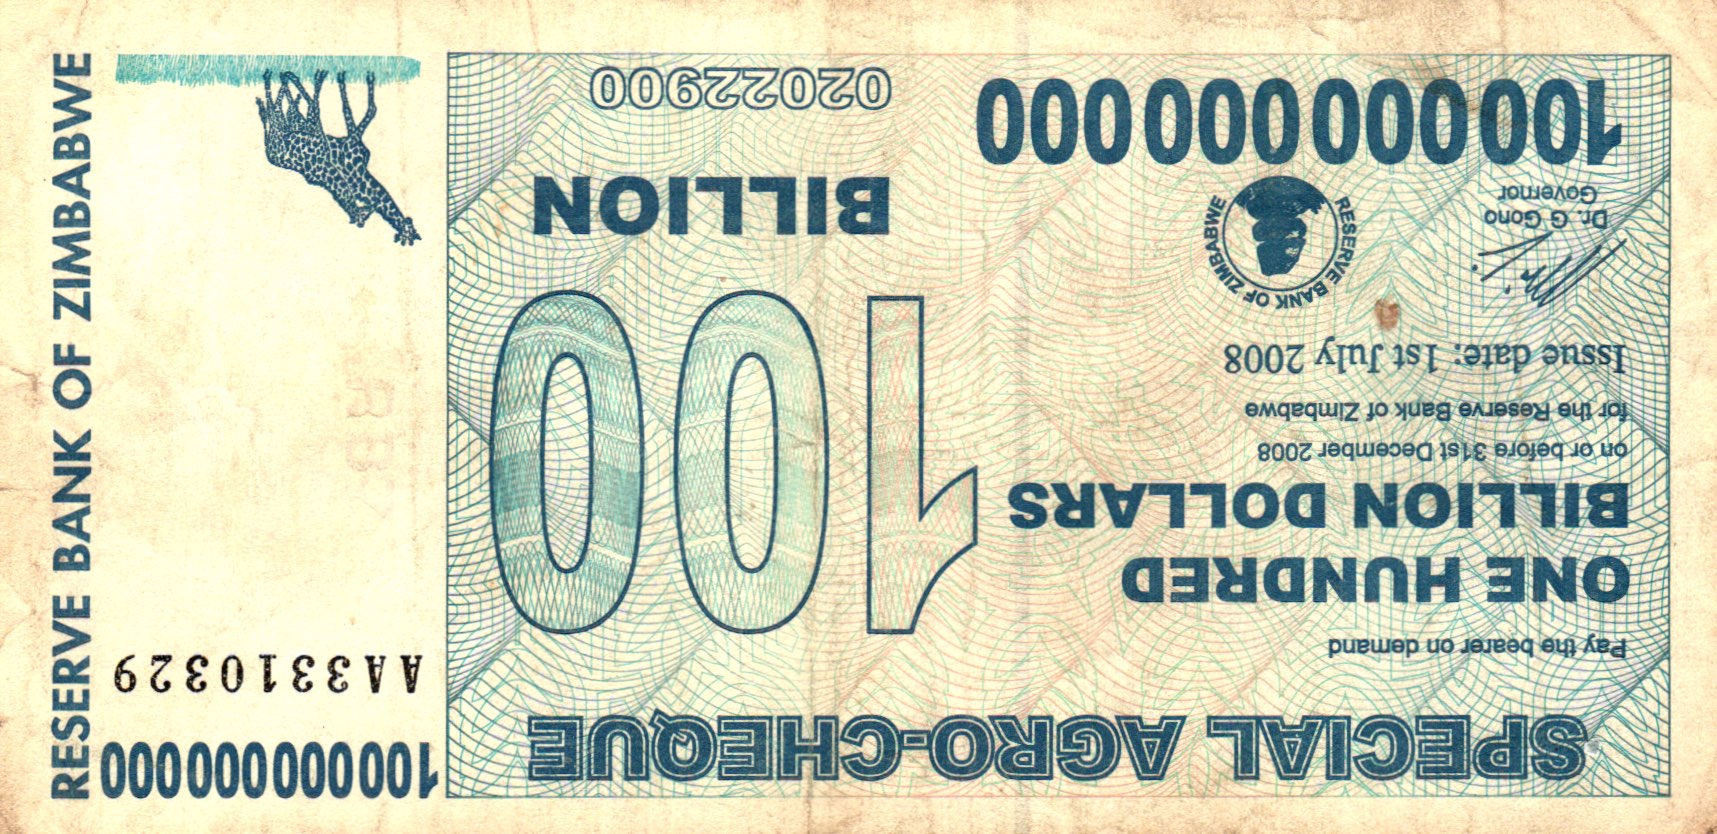 SPECIAL AGRO-CHEQUE
Pay the bearer on demand
ONE HUNDRED
BILLION DOLLARS
on or before 31st December 2008
for the Reserve Bank of Zimbabwe
Issue date: 1st July 2008
Dr. G Gono
Governor
RESERVE BANK OF ZIMBABWE
100000000000
100
BILLION
02022900
100000000000
AA3310329
RESERVE BANK OF ZIMBABWE